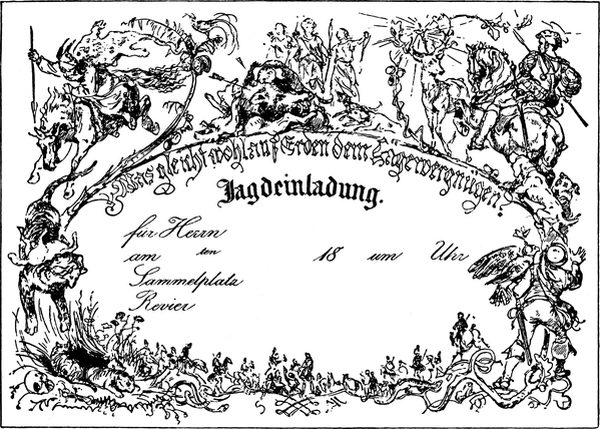 Was gleicht wohl auf Erden dem Jägervergnügen.
Jagdeinladung.
für Herrn
am ten 18 um Uhr
Sammelplatz
Revier